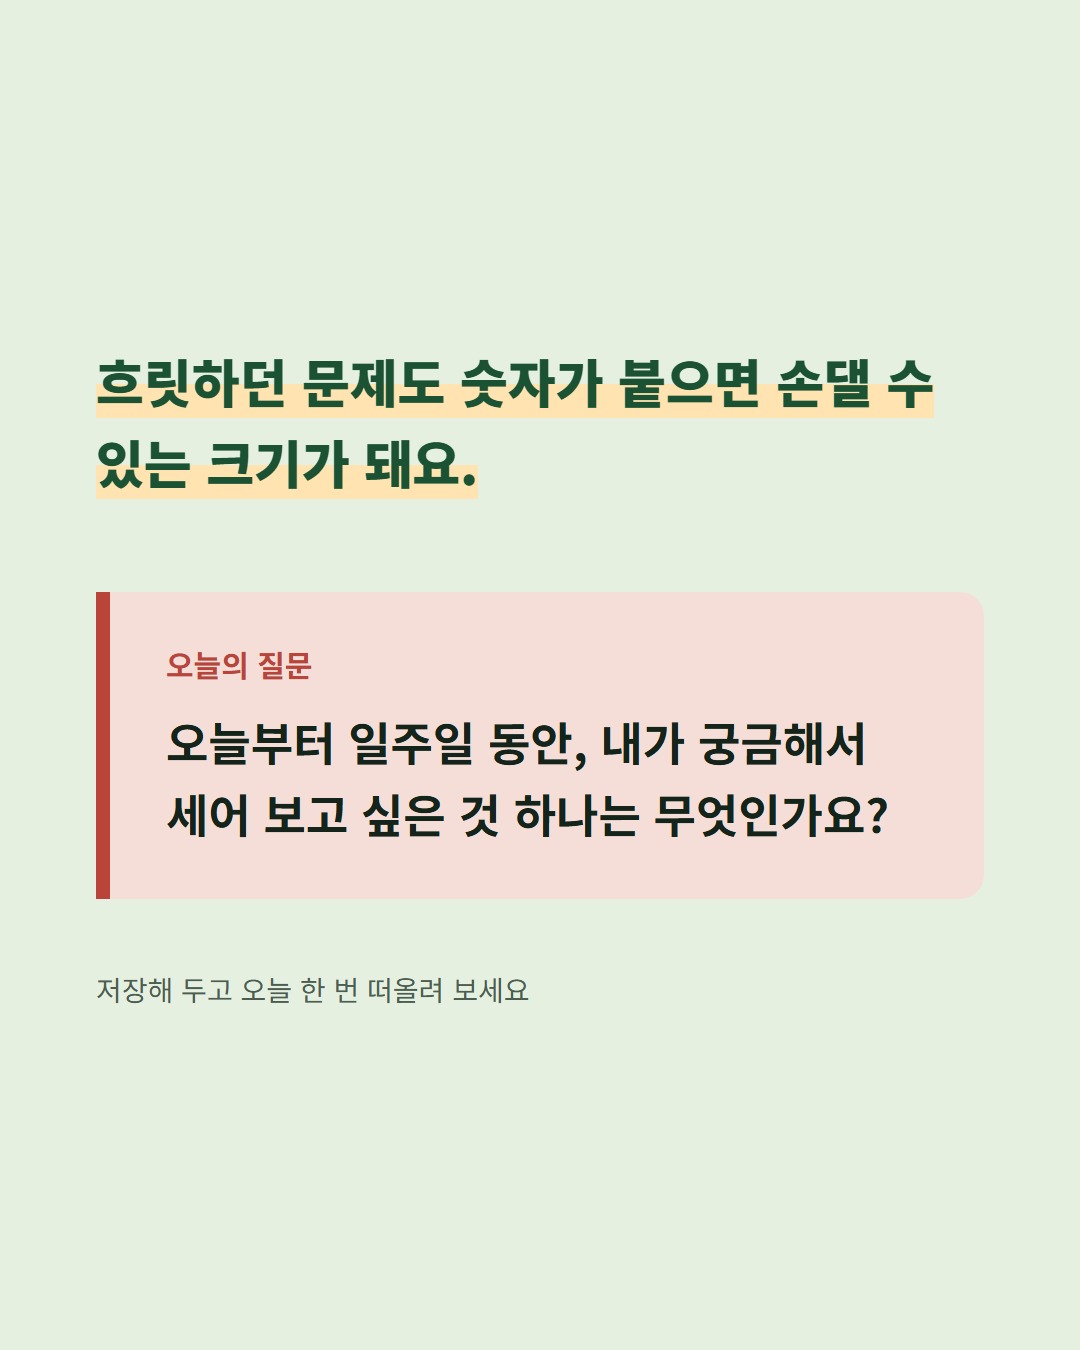 흐릿하던 문제도 숫자가 붙으면 손댈 수
있는 크기가 돼요.
오늘의 질문
오늘부터 일주일 동안, 내가 궁금해서
세어 보고 싶은 것 하나는 무엇인가요?
저장해 두고 오늘 한 번 떠올려 보세요